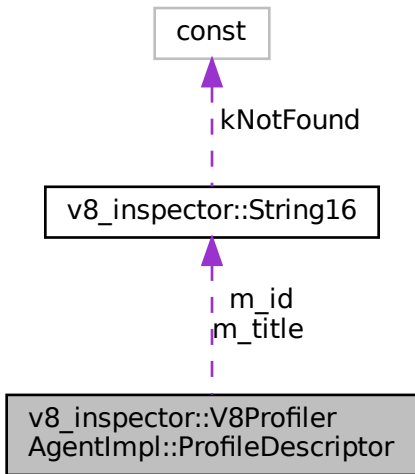 const
kNotFound
v8_inspector::String16
m_id
m_title
v8_inspector::V8Profiler
AgentImpl::ProfileDescriptor